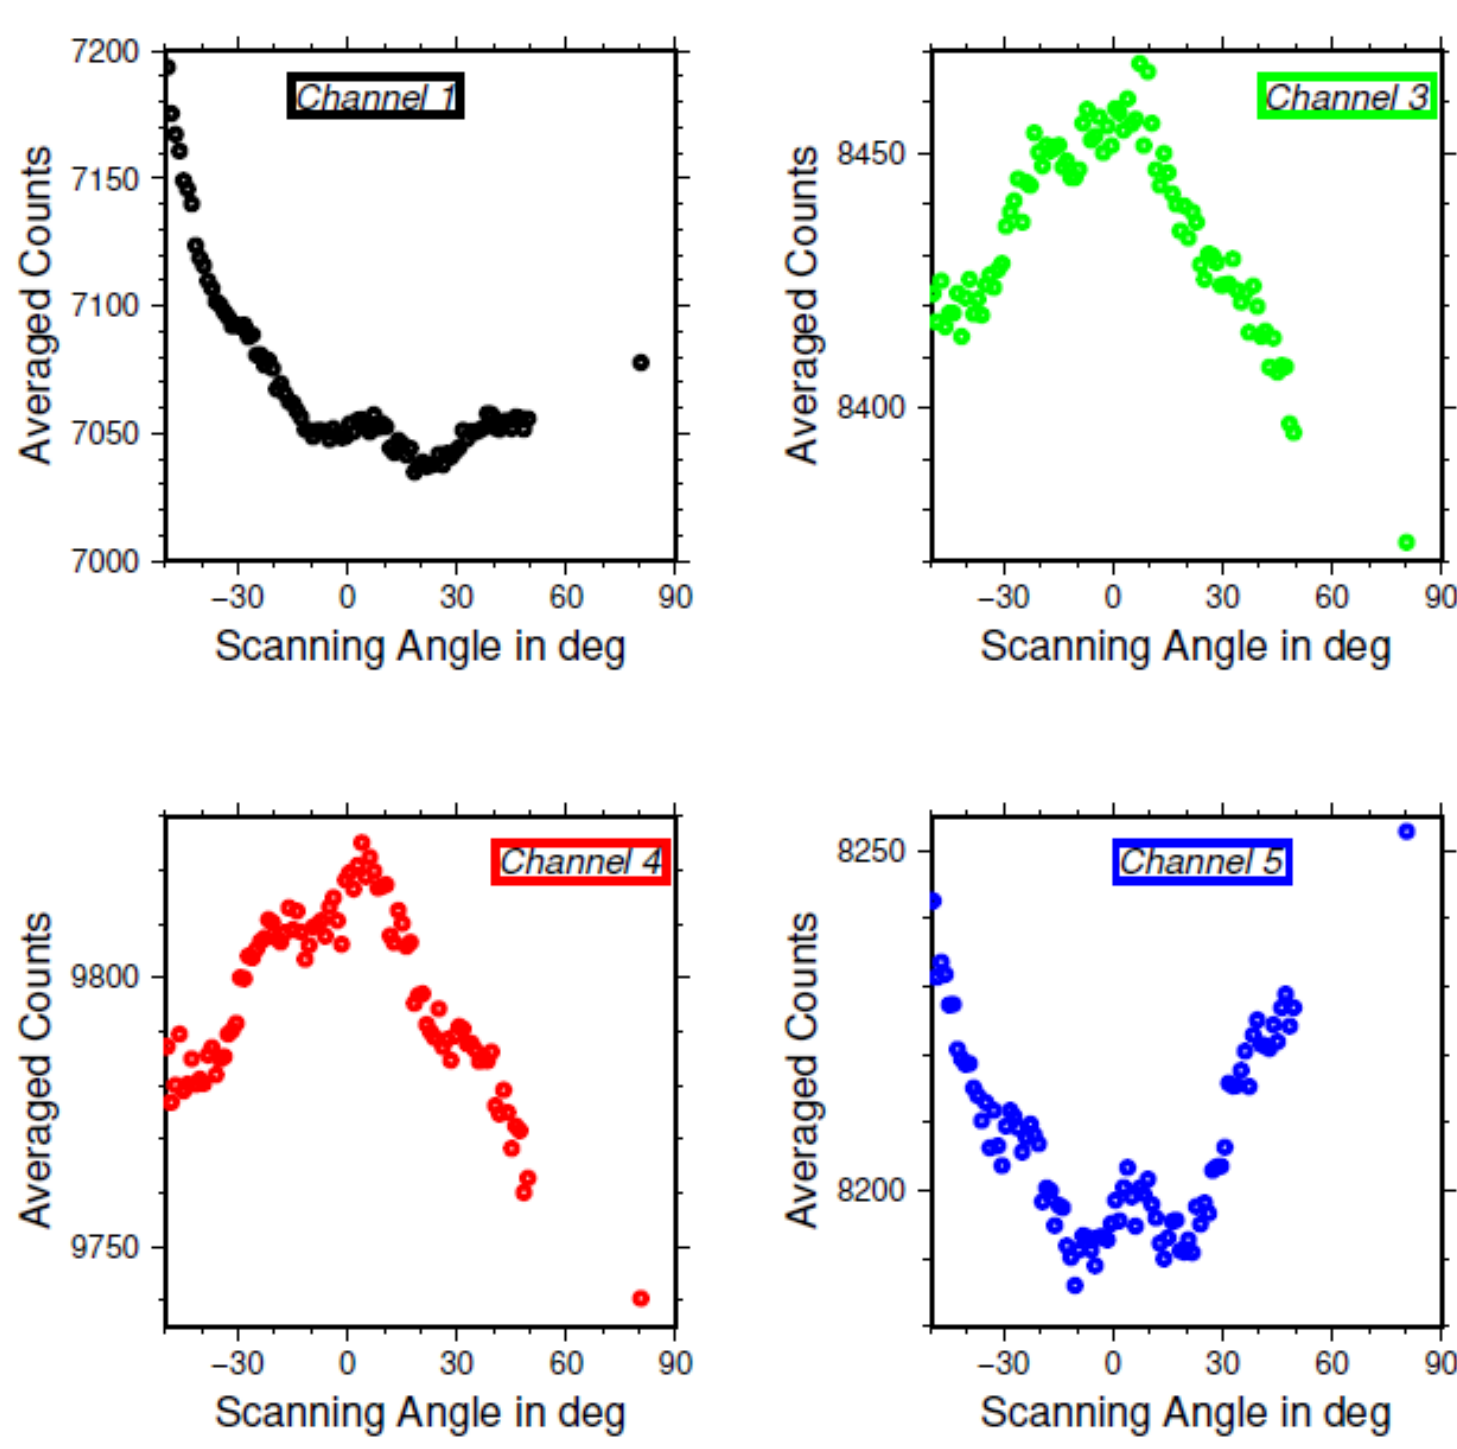 Channel 1
Averaged Counts
7200
7150
7100
7050
7000
−30 0 30 60 90
Scanning Angle in deg
Channel 3
Averaged Counts
8450
8400
−30 0 30 60 90
Scanning Angle in deg
Channel 4
Averaged Counts
9800
9750
−30 0 30 60 90
Scanning Angle in deg
Channel 5
Averaged Counts
8250
8200
−30 0 30 60 90
Scanning Angle in deg